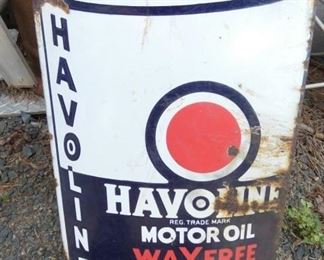 HAVOLINE
HAVOLINE
REG. TRADE MARK
MOTOR OIL
WAXFREE